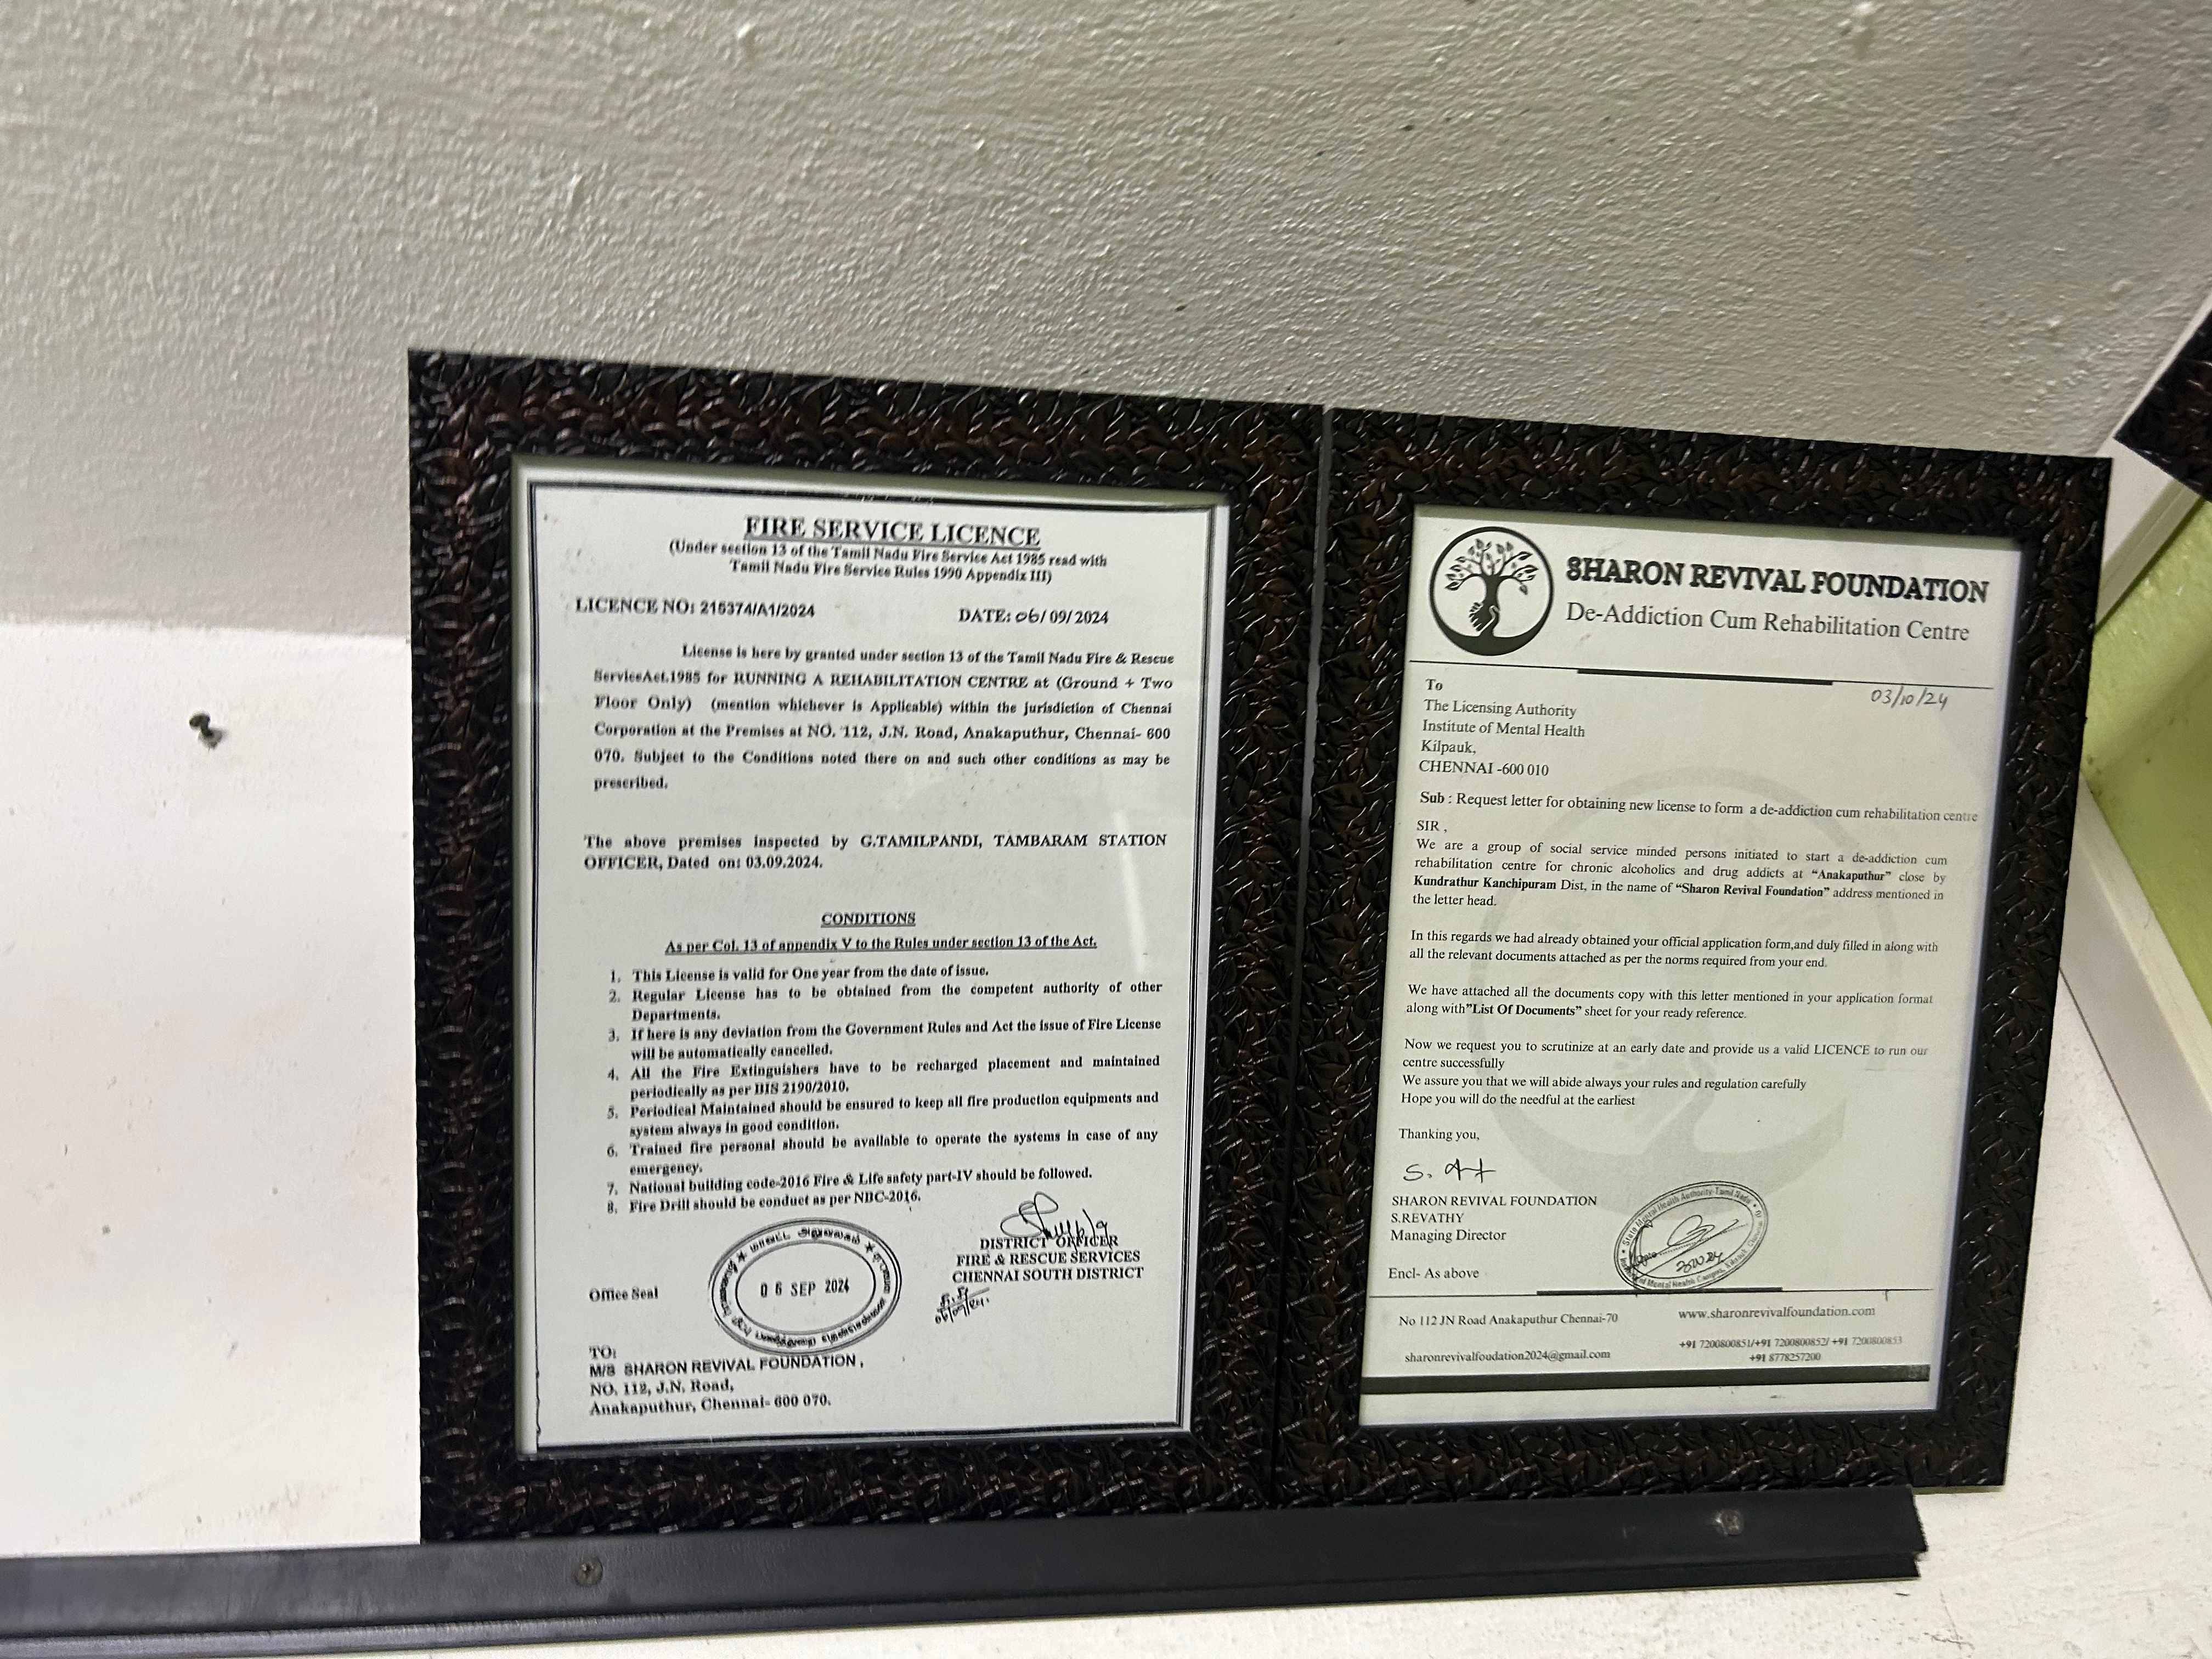 FIRE SERVICE LICENCE
(Under section 13 of the Tamil Nadu Fire Service Act 1985 read with
Tamil Nadu Fire Service Rules 1990 Appendix III)
LICENCE NO: 215374/A1/2024 DATE: 06/09/2024
License is here by granted under section 13 of the Tamil Nadu Fire & Rescue
ServiceAct.1985 for RUNNING A REHABILITATION CENTRE at (Ground + Two
Floor Only) (mention whichever is Applicable) within the jurisdiction of Chennai
Corporation at the Premises at NO. 112, J.N. Road, Anakaputhur, Chennai- 600
070. Subject to the Conditions noted there on and such other conditions as may be
prescribed.
The above premises inspected by G.TAMILPANDI, TAMBARAM STATION
OFFICER, Dated on: 03.09.2024.
CONDITIONS
As per Col. 13 of appendix V to the Rules under section 13 of the Act.
1. This License is valid for One year from the date of issue.
2. Regular License has to be obtained from the competent authority of other
Departments.
3. If here is any deviation from the Government Rules and Act the issue of Fire License
will be automatically cancelled.
4. All the Fire Extinguishers have to be recharged placement and maintained
periodically as per BIS 2190/2010.
5. Periodical Maintained should be ensured to keep all fire production equipments and
system always in good condition.
6. Trained fire personal should be available to operate the systems in case of any
emergency.
7. National building code-2016 Fire & Life safety part-IV should be followed.
8. Fire Drill should be conduct as per NBC-2016.
DISTRICT OFFICER
FIRE & RESCUE SERVICES
CHENNAI SOUTH DISTRICT
Office Seal
மாவட்ட அலுவலகம்
06 SEP 2024
TO:
M/S SHARON REVIVAL FOUNDATION,
NO. 112, J.N. Road,
Anakaputhur, Chennai- 600 070.
SHARON REVIVAL FOUNDATION
De-Addiction Cum Rehabilitation Centre
03/10/24
To
The Licensing Authority
Institute of Mental Health
Kilpauk,
CHENNAI -600 010
Sub : Request letter for obtaining new license to form a de-addiction cum rehabilitation centre
SIR ,
We are a group of social service minded persons initiated to start a de-addiction cum
rehabilitation centre for chronic alcoholics and drug addicts at "Anakaputhur" close by
Kundrathur Kanchipuram Dist, in the name of "Sharon Revival Foundation" address mentioned in
the letter head.
In this regards we had already obtained your official application form,and duly filled in along with
all the relevant documents attached as per the norms required from your end.
We have attached all the documents copy with this letter mentioned in your application format
along with"List Of Documents" sheet for your ready reference.
Now we request you to scrutinize at an early date and provide us a valid LICENCE to run our
centre successfully
We assure you that we will abide always your rules and regulation carefully
Hope you will do the needful at the earliest
Thanking you,
SHARON REVIVAL FOUNDATION
S.REVATHY
Managing Director
State Mental Health Authority-Tamil Nadu
Encl- As above
No 112 JN Road Anakaputhur Chennai-70 www.sharonrevivalfoundation.com
+91 7200800851/+91 7200800852/ +91 7200800853
sharonrevivalfoudation2024@gmail.com +91 8778257200